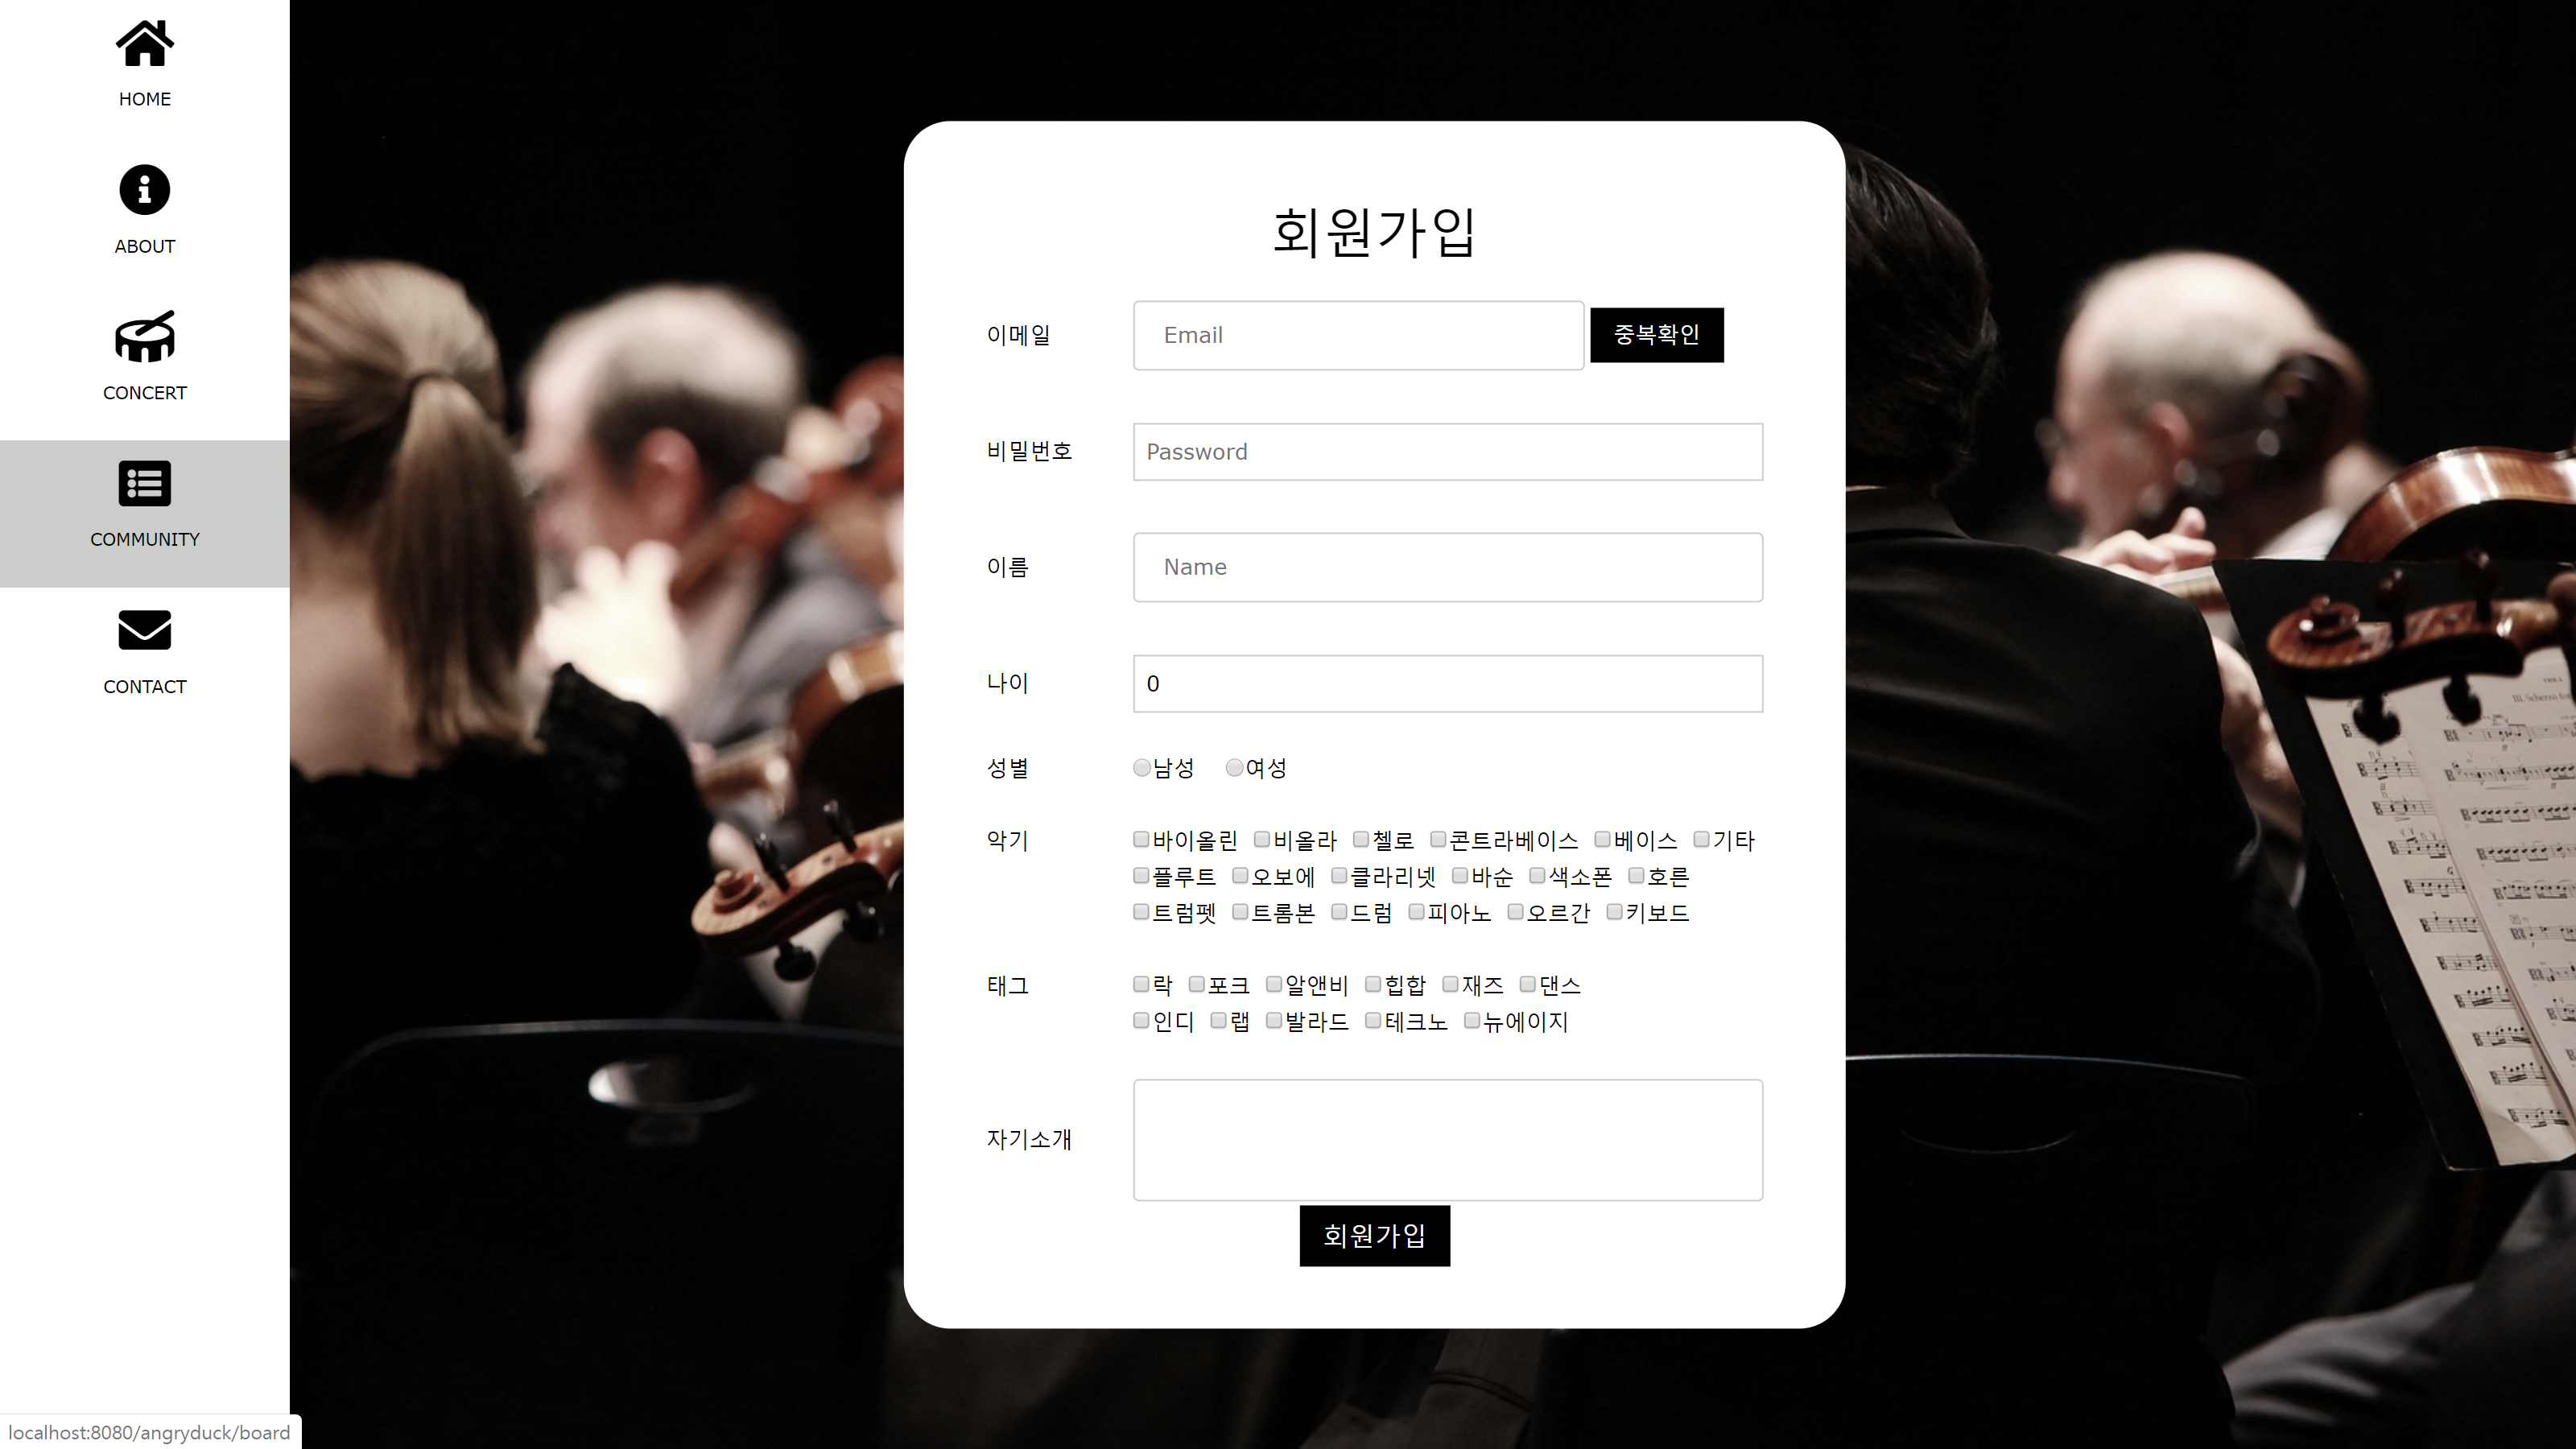 HOME
ABOUT
CONCERT
COMMUNITY
CONTACT
회원가입
이메일 Email 중복확인
비밀번호 Password
이름 Name
나이 0
성별 남성 여성
악기 바이올린 비올라 첼로 콘트라베이스 베이스 기타
플루트 오보에 클라리넷 바순 색소폰 호른
트럼펫 트롬본 드럼 피아노 오르간 키보드
태그 락 포크 알앤비 힙합 재즈 댄스
인디 랩 발라드 테크노 뉴에이지
자기소개
회원가입
localhost:8080/angryduck/board